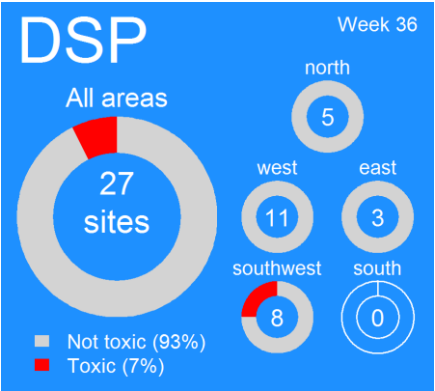 DSP
Week 36
All areas
27
sites
north
5
west
11
east
3
southwest
8
south
0
Not toxic (93%)
Toxic (7%)